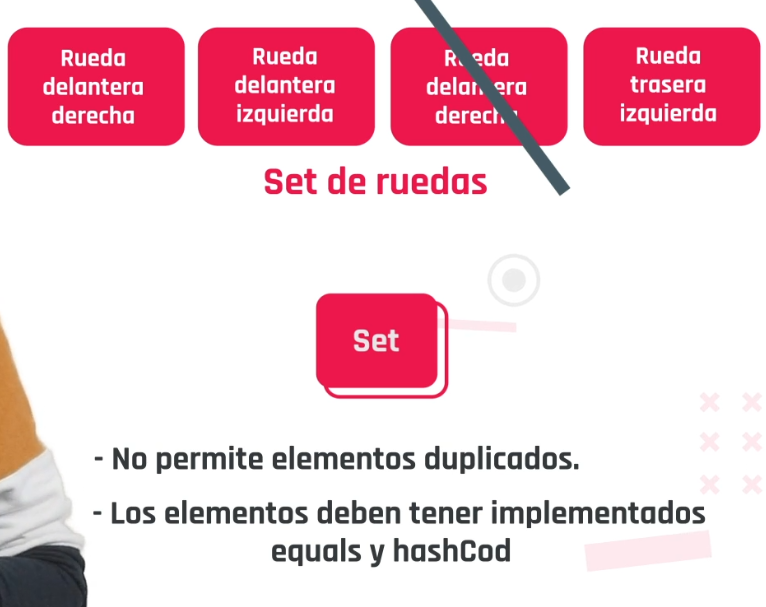 Rueda
delantera
derecha
Rueda
delantera
izquierda
Rueda
delantera
derecha
Rueda
trasera
izquierda
Set de ruedas
Set
- No permite elementos duplicados.
- Los elementos deben tener implementados
equals y hashCod